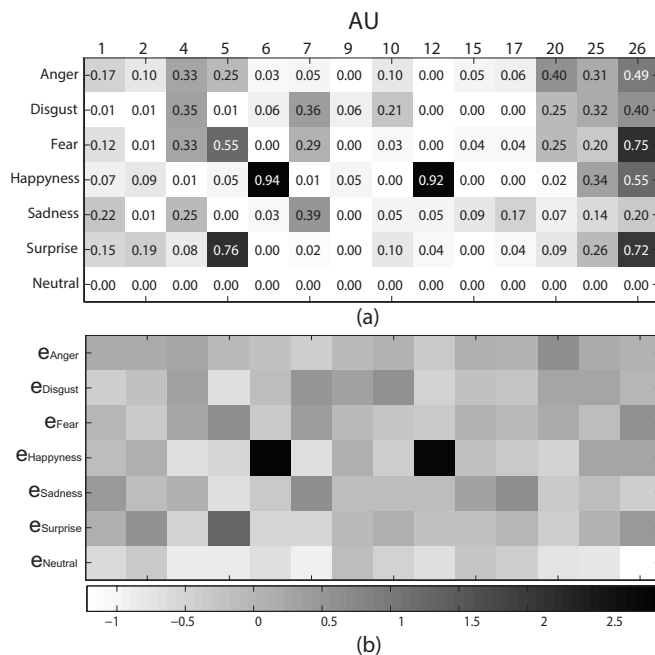 AU
1 2 4 5 6 7 9 10 12 15 17 20 25 26
Anger 0.17 0.10 0.33 0.25 0.03 0.05 0.00 0.10 0.00 0.05 0.06 0.40 0.31 0.49
Disgust 0.01 0.01 0.35 0.01 0.06 0.36 0.06 0.21 0.00 0.00 0.00 0.25 0.32 0.40
Fear 0.12 0.01 0.33 0.55 0.00 0.29 0.00 0.03 0.00 0.04 0.04 0.25 0.20 0.75
Happyness 0.07 0.09 0.01 0.05 0.94 0.01 0.05 0.00 0.92 0.00 0.00 0.02 0.34 0.55
Sadness 0.22 0.01 0.25 0.00 0.03 0.39 0.00 0.05 0.05 0.09 0.17 0.07 0.14 0.20
Surprise 0.15 0.19 0.08 0.76 0.00 0.02 0.00 0.10 0.04 0.00 0.04 0.09 0.26 0.72
Neutral 0.00 0.00 0.00 0.00 0.00 0.00 0.00 0.00 0.00 0.00 0.00 0.00 0.00 0.00
(a)
eAnger
eDisgust
eFear
eHappyness
eSadness
eSurprise
eNeutral
−1 −0.5 0 0.5 1 1.5 2 2.5
(b)